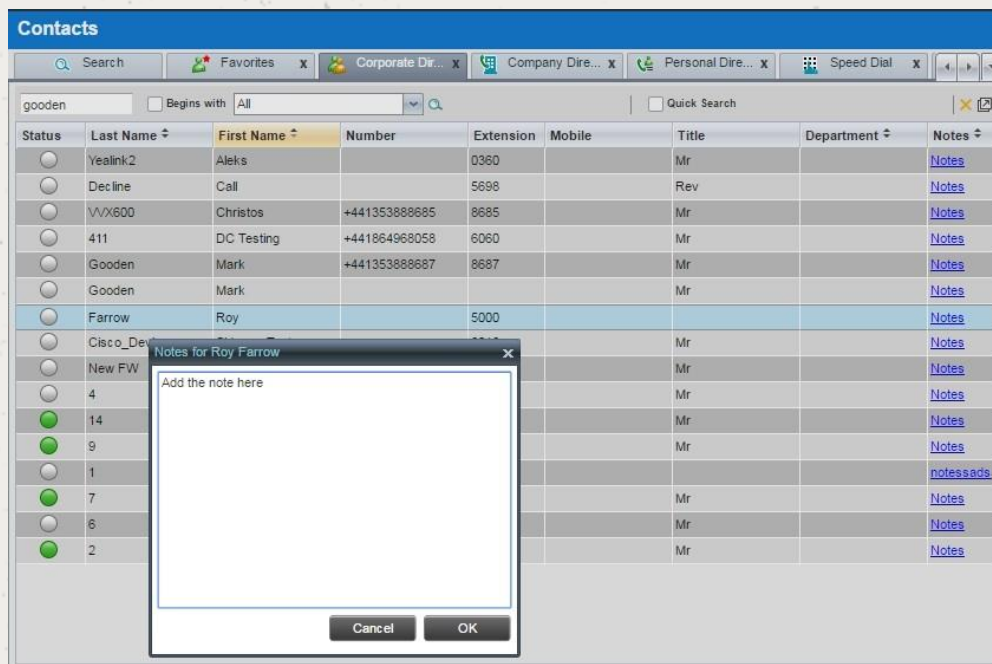 Contacts
Search Favorites x Corporate Dir... x Company Dire... x Personal Dire... x Speed Dial x
gooden Begins with All Quick Search
Status Last Name First Name Number Extension Mobile Title Department Notes
Yealink2 Aleks 0360 Mr Notes
Decline Call 5698 Rev Notes
VVX600 Christos +441353888685 8685 Mr Notes
411 DC Testing +441864968058 6060 Mr Notes
Gooden Mark +441353888687 8687 Mr Notes
Gooden Mark Mr Notes
Farrow Roy 5000 Notes
Mr Notes
Notes for Roy Farrow x
New FW Mr Notes
Add the note here
4 Mr Notes
14 Mr Notes
9 Mr Notes
1 notessads
7 Mr Notes
6 Mr Notes
2 Mr Notes
Cancel OK